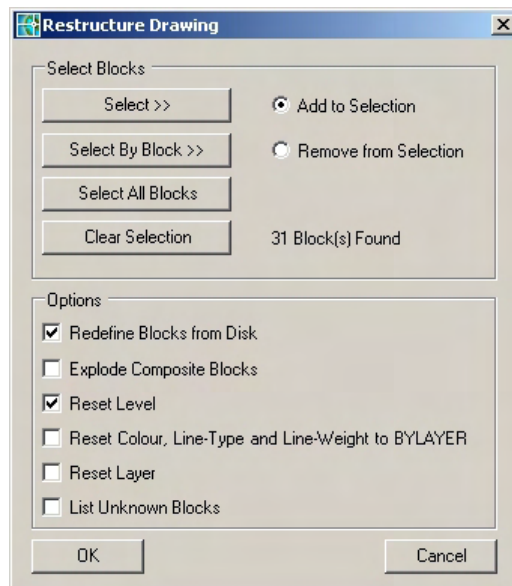 Restructure Drawing
Select Blocks
Select >>
Add to Selection
Select By Block >>
Remove from Selection
Select All Blocks
Clear Selection
31 Block(s) Found
Options
Redefine Blocks from Disk
Explode Composite Blocks
Reset Level
Reset Colour, Line-Type and Line-Weight to BYLAYER
Reset Layer
List Unknown Blocks
OK
Cancel